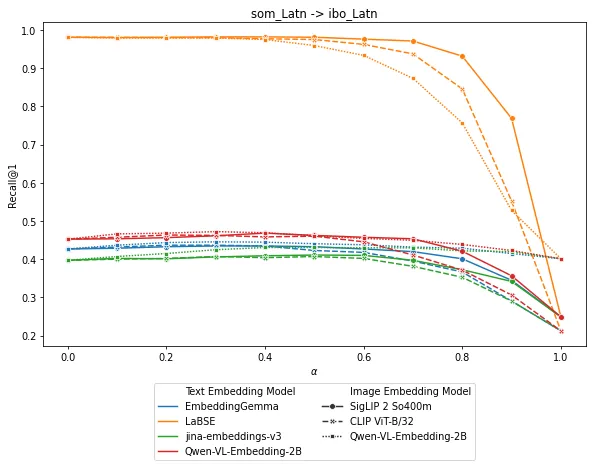 som_Latn -> ibo_Latn
Recall@1
1.0
0.9
0.8
0.7
0.6
0.5
0.4
0.3
0.2
0.0 0.2 0.4 0.6 0.8 1.0
α
Text Embedding Model Image Embedding Model
EmbeddingGemma SigLIP 2 So400m
LaBSE CLIP ViT-B/32
jina-embeddings-v3 Qwen-VL-Embedding-2B
Qwen-VL-Embedding-2B